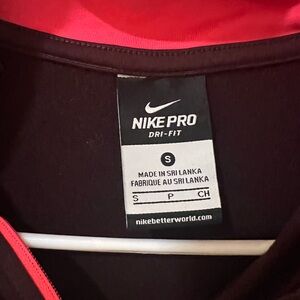 NIKE PRO
DRI-FIT
S
MADE IN SRI LANKA
FABRIQUE AU SRI LANKA
S P CH
nikebetterworld.com